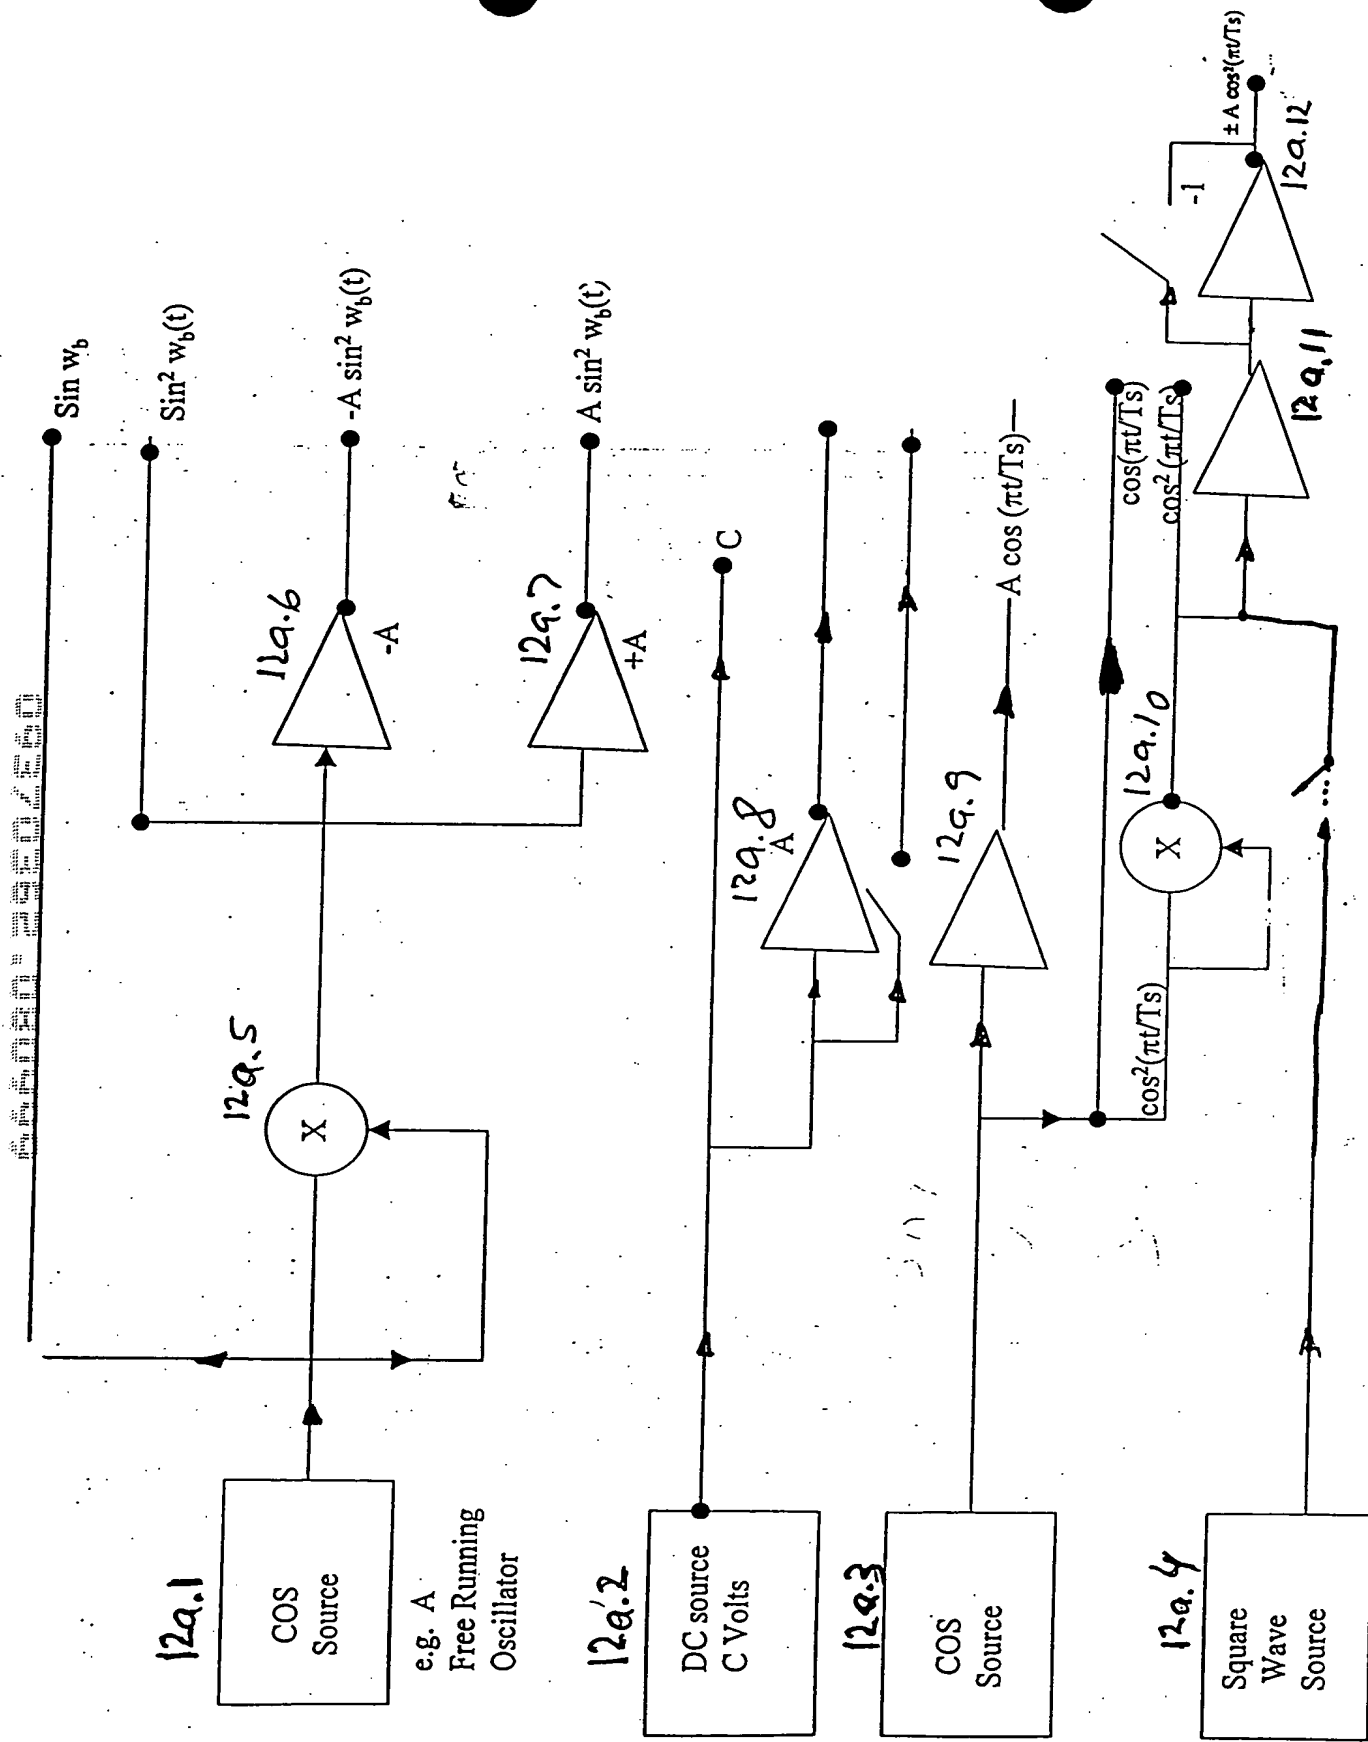 Sin w_b
Sin² w_b(t)
12a.6
-A
-A sin² w_b(t)
12a.7
+A
A sin² w_b(t)
12a.5
X
12a.1
COS
Source
e.g. A
Free Running
Oscillator
12a.2
DC source
C Volts
C
12a.8
A
12a.3
COS
Source
12a.9
A cos (πt/Ts)
cos(πt/Ts)
cos²(πt/Ts)
12a.10
X
cos²(πt/Ts)
12a.11
-1
± A cos²(πt/Ts)
12a.12
12a.4
Square
Wave
Source